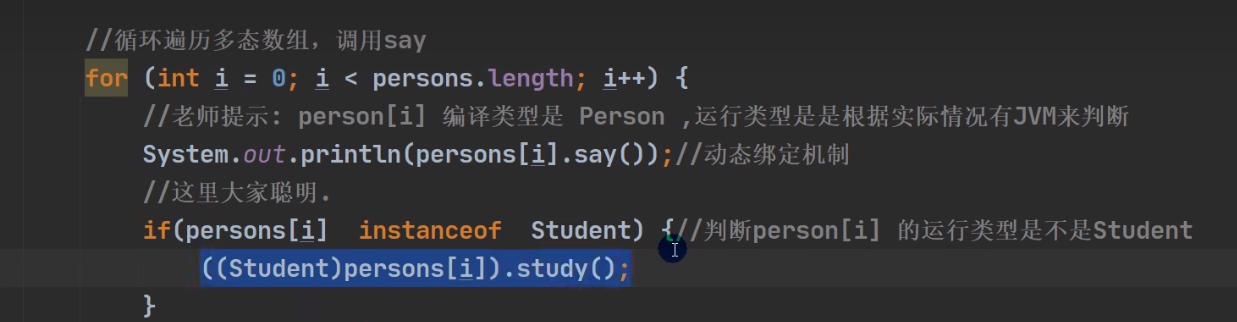 //循环遍历多态数组，调用say
for (int i = 0; i < persons.length; i++) {
//老师提示: person[i] 编译类型是 Person ,运行类型是是根据实际情况有JVM来判断
System.out.println(persons[i].say());//动态绑定机制
//这里大家聪明.
if(persons[i]  instanceof  Student) {//判断person[i] 的运行类型是不是Student
((Student)persons[i]).study();
}